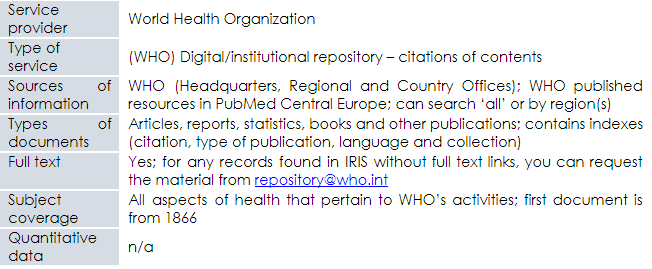 Service provider
World Health Organization
Type of service
(WHO) Digital/institutional repository – citations of contents
Sources of information
WHO (Headquarters, Regional and Country Offices); WHO published
resources in PubMed Central Europe; can search ‘all’ or by region(s)
Types of documents
Articles, reports, statistics, books and other publications; contains indexes
(citation, type of publication, language and collection)
Full text
Yes; for any records found in IRIS without full text links, you can request
the material from repository@who.int
Subject coverage
All aspects of health that pertain to WHO’s activities; first document is
from 1866
Quantitative data
n/a